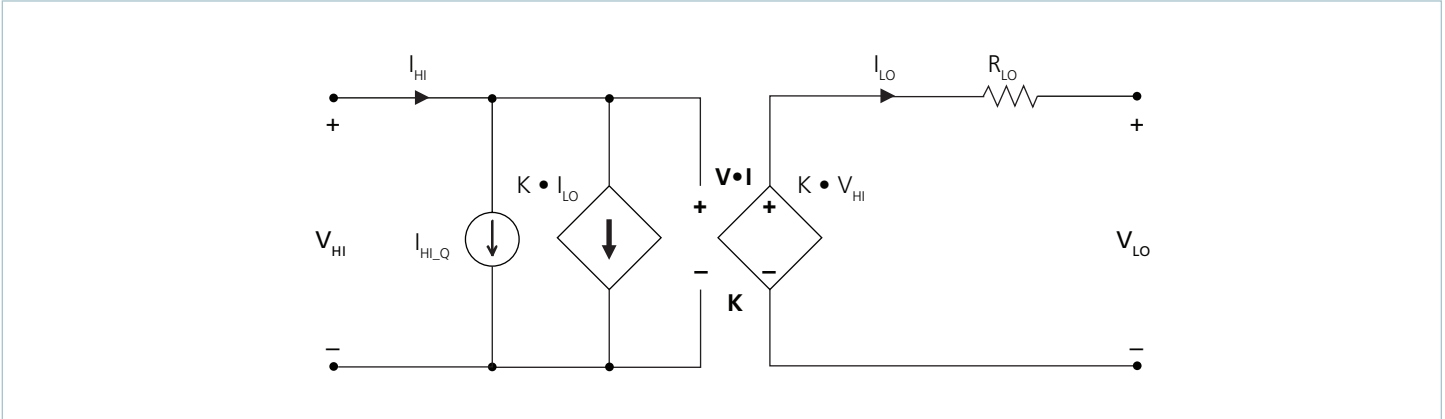 I_HI
I_LO
R_LO
+
+
K • I_LO
V•I
K • V_HI
+
+
V_HI
I_HI_Q
V_LO
–
–
K
–
–